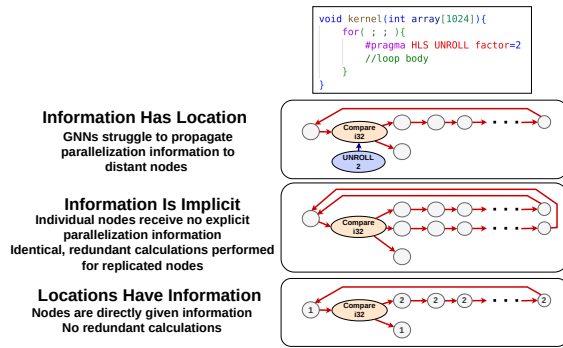 void kernel(int array[1024]){
for( ; ; ){
#pragma HLS UNROLL factor=2
//loop body
}
}
Information Has Location
GNNs struggle to propagate
parallelization information to
distant nodes
Compare
i32
UNROLL
2
Information Is Implicit
Individual nodes receive no explicit
parallelization information
Identical, redundant calculations performed
for replicated nodes
Compare
i32
Locations Have Information
Nodes are directly given information
No redundant calculations
1
Compare
i32
2 2 2 2
1